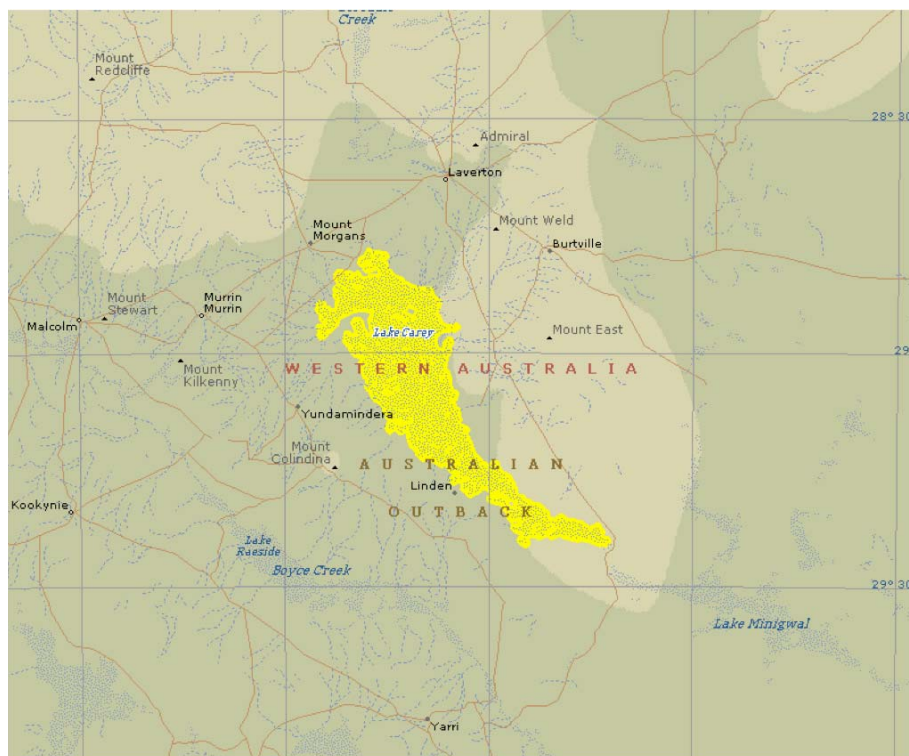 Creek
Mount
Redcliffe
28° 30
Admiral
Laverton
Mount
Morgans
Mount Weld
Burtville
Mount
Stewart
Murrin
Murrin
Malcolm
Lake Carey
Mount East
29
Mount
Kilkenny
WESTERN AUSTRALIA
Yundamindera
Mount
Colindina
AUSTRALIAN
Linden
Kookynie
OUTBACK
Lake
Raeside
Boyce Creek
29° 30
Lake Minigwal
Yarri